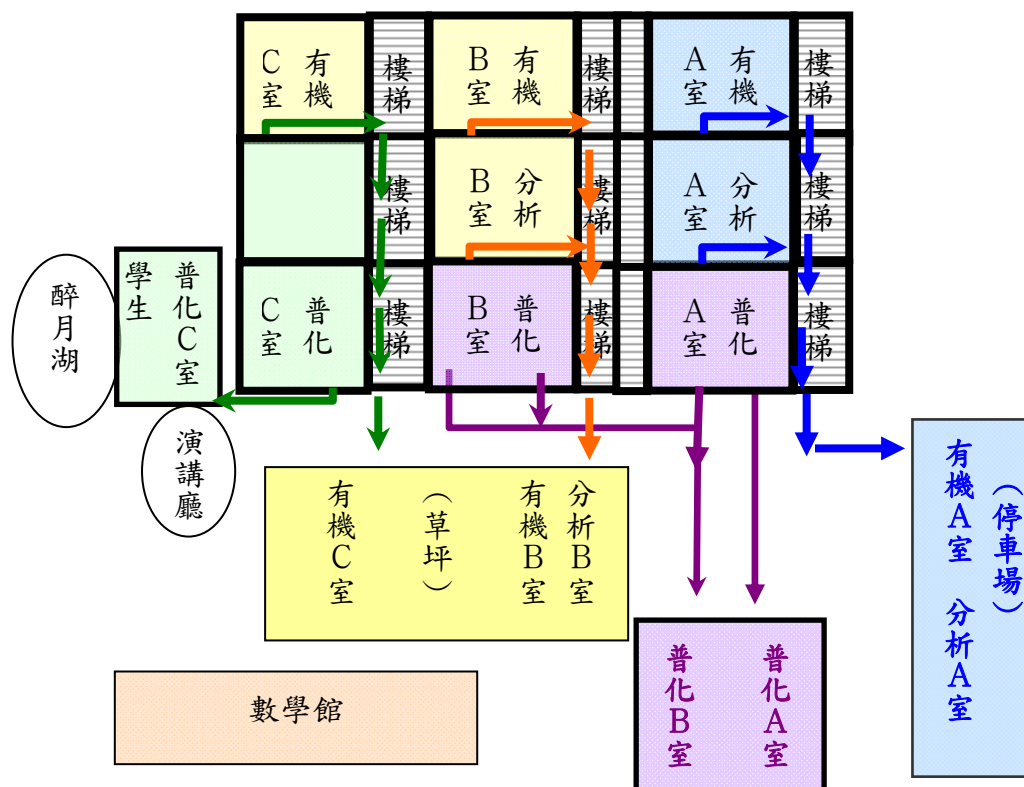 有機
C室
樓梯
有機
B室
樓梯
有機
A室
樓梯
樓梯
分析
B室
樓梯
分析
A室
樓梯
普化C室
學生
醉月湖
普化
C室
樓梯
普化
B室
樓梯
普化
A室
樓梯
演講廳
分析B室
有機B室
（草坪）
有機C室
（停車場）
有機A室 分析A室
普化A室
普化B室
數學館